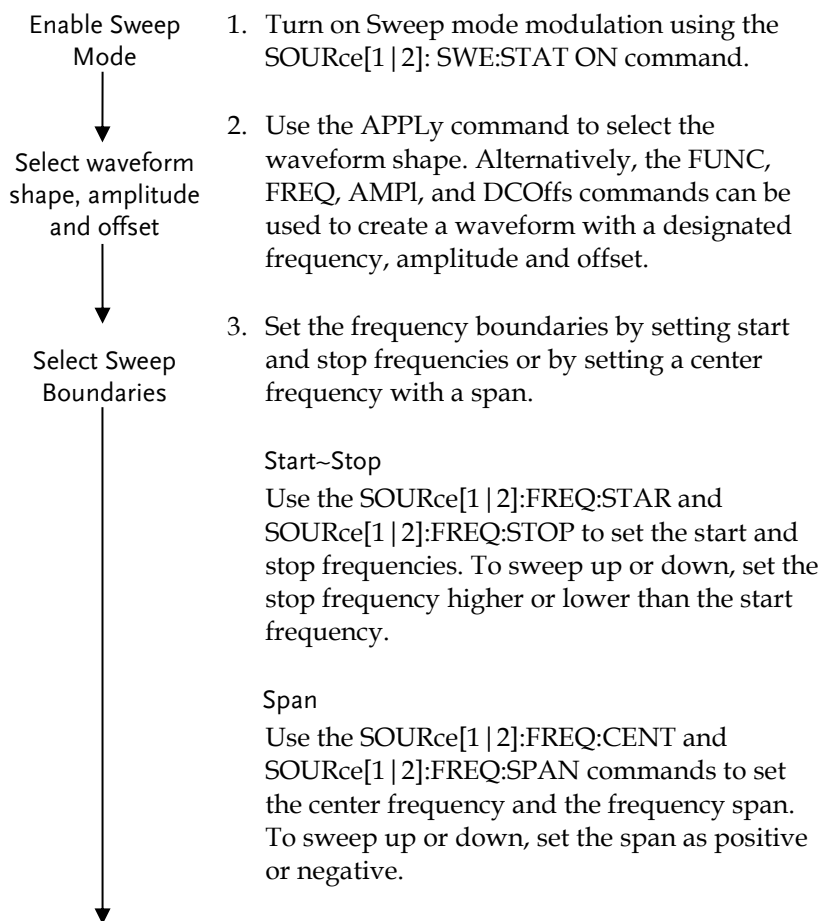 Enable Sweep
Mode
1. Turn on Sweep mode modulation using the
SOURce[1|2]: SWE:STAT ON command.
Select waveform
shape, amplitude
and offset
2. Use the APPLy command to select the
waveform shape. Alternatively, the FUNC,
FREQ, AMPl, and DCOffs commands can be
used to create a waveform with a designated
frequency, amplitude and offset.
Select Sweep
Boundaries
3. Set the frequency boundaries by setting start
and stop frequencies or by setting a center
frequency with a span.
Start~Stop
Use the SOURce[1|2]:FREQ:STAR and
SOURce[1|2]:FREQ:STOP to set the start and
stop frequencies. To sweep up or down, set the
stop frequency higher or lower than the start
frequency.
Span
Use the SOURce[1|2]:FREQ:CENT and
SOURce[1|2]:FREQ:SPAN commands to set
the center frequency and the frequency span.
To sweep up or down, set the span as positive
or negative.